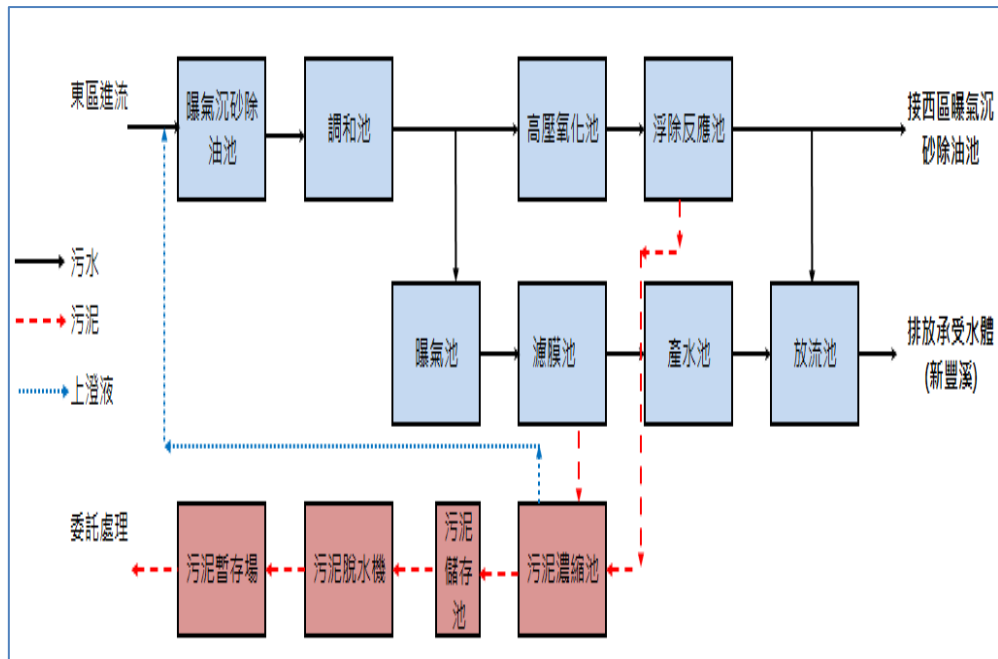 東區進流
曝氣沉砂除
油池
調和池
高壓氧化池
浮除反應池
接西區曝氣沉
砂除油池
污水
污泥
上澄液
曝氣池
濾膜池
產水池
放流池
排放承受水體
(新豐溪)
委託處理
污泥暫存場
污泥脫水機
污泥
儲存
池
污泥濃縮池